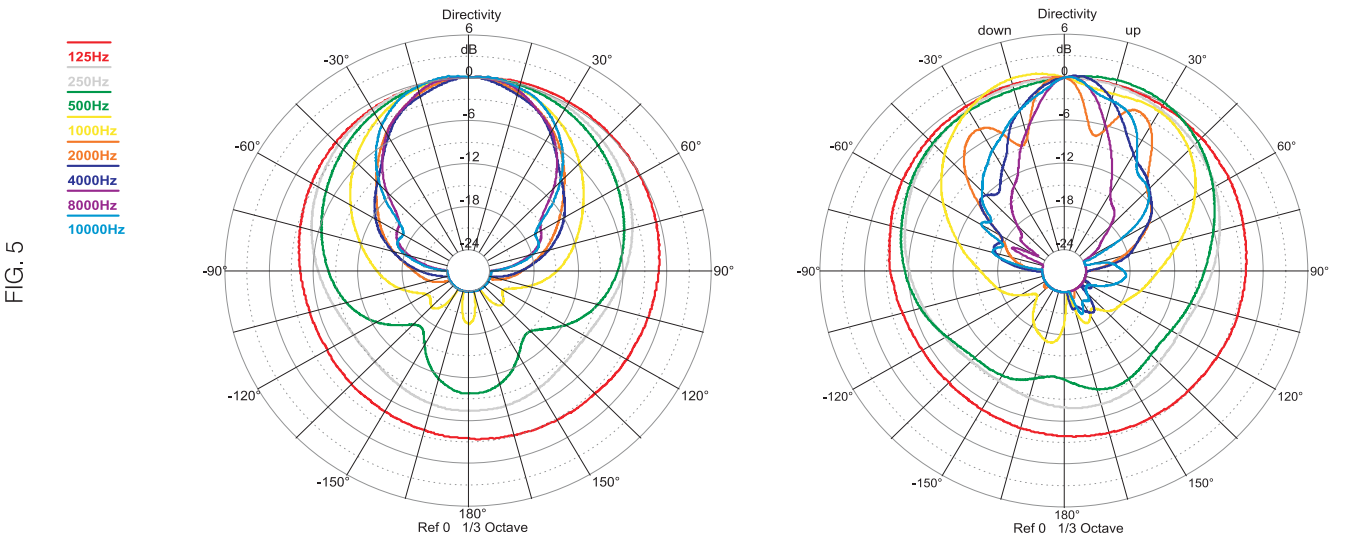 FIG. 5
125Hz
250Hz
500Hz
1000Hz
2000Hz
4000Hz
8000Hz
10000Hz
Directivity
6
dB
0
-6
-12
-18
-24
-30°
30°
-60°
60°
-90°
90°
-120°
120°
-150°
150°
180°
Ref 0 1/3 Octave
Directivity
down
6
up
dB
0
-6
-12
-18
-24
-30°
30°
-60°
60°
-90°
90°
-120°
120°
-150°
150°
180°
Ref 0 1/3 Octave